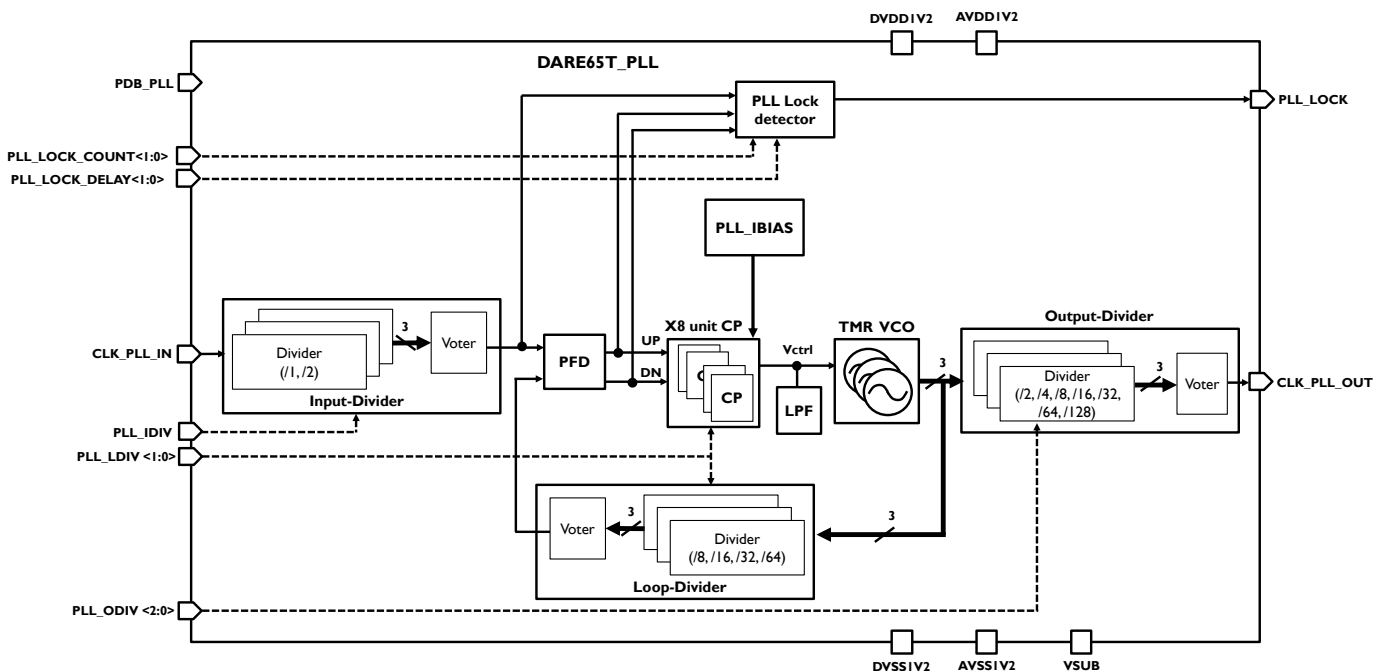 DVDD1V2
AVDD1V2
DARE65T_PLL
PDB_PLL
PLL Lock
detector
PLL_LOCK
PLL_LOCK_COUNT<1:0>
PLL_LOCK_DELAY<1:0>
PLL_IBIAS
X8 unit CP
TMR VCO
Output-Divider
3
Divider
(/1, /2)
Voter
Input-Divider
CLK_PLL_IN
PFD
UP
DN
C
CP
Vctrl
LPF
3
Divider
(/2, /4, /8, /16, /32,
/64, /128)
3
Voter
CLK_PLL_OUT
PLL_IDIV
PLL_LDIV <1:0>
Voter
3
Divider
(/8, /16, /32, /64)
Loop-Divider
3
PLL_ODIV <2:0>
DVSS1V2
AVSS1V2
VSUB